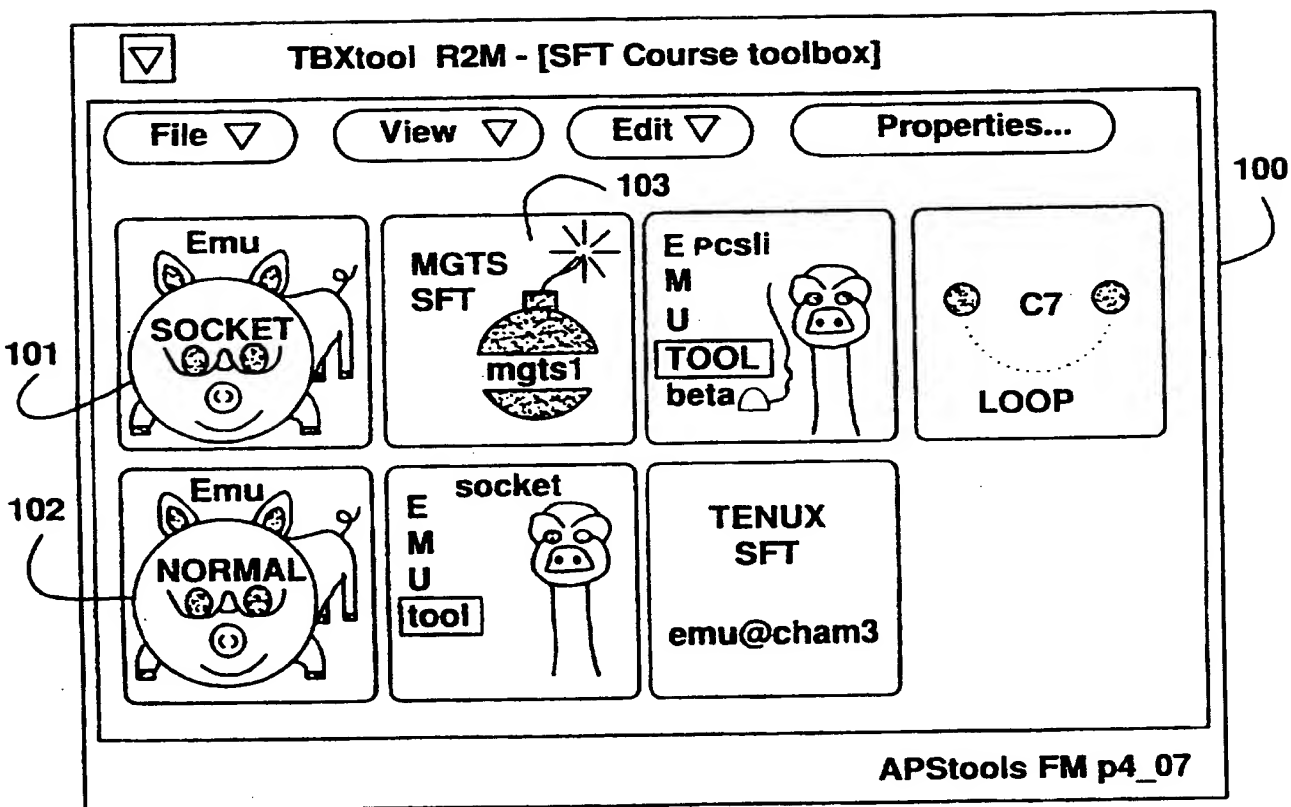 TBXtool R2M - [SFT Course toolbox]
File View Edit Properties...
103
100
Emu
SOCKET
101
MGTS
SFT
mgts1
E Pcsli
M
U
TOOL
beta
C7
LOOP
102
Emu
NORMAL
socket
E
M
U
tool
TENUX
SFT
emu@cham3
APStools FM p4_07